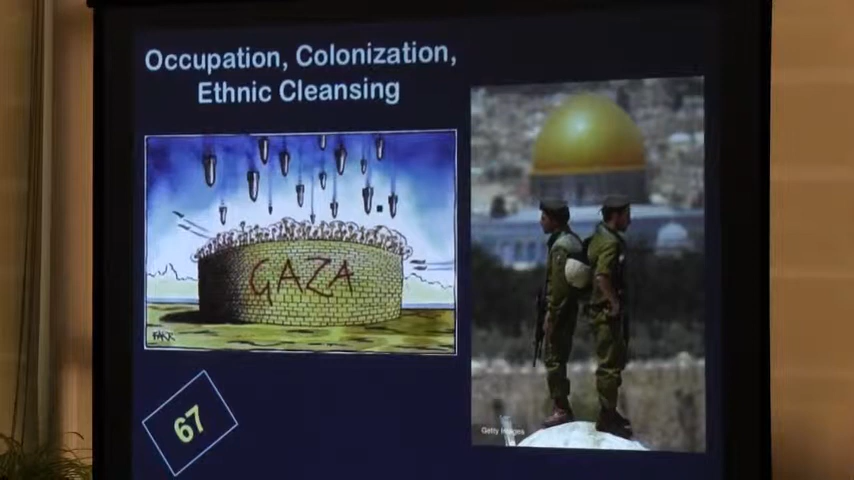 Occupation, Colonization,
Ethnic Cleansing
GAZA
67
Getty Images